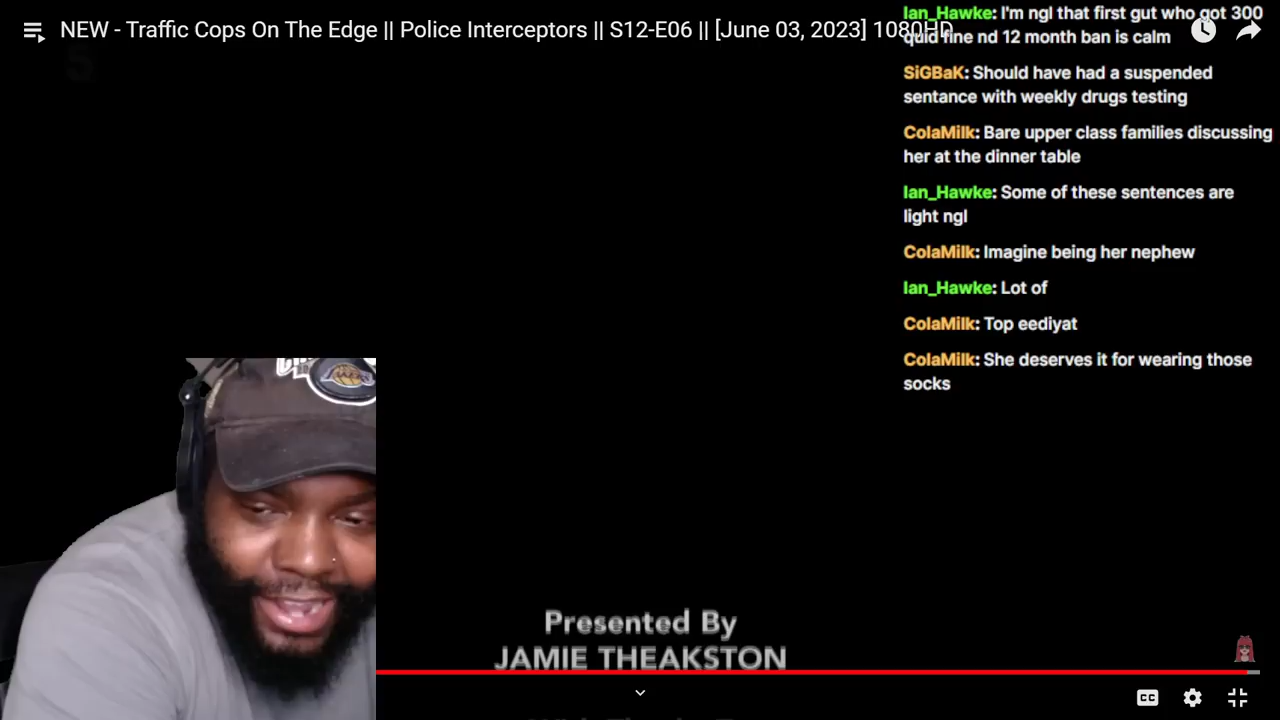 NEW - Traffic Cops On The Edge || Police Interceptors || S12-E06 || [June 03, 2023] 1080HD
Ian_Hawke: I'm ngl that first gut who got 300
quid fine nd 12 month ban is calm
SiGBaK: Should have had a suspended
sentence with weekly drugs testing
ColaMilk: Bare upper class families discussing
her at the dinner table
Ian_Hawke: Some of these sentences are
light ngl
ColaMilk: Imagine being her nephew
Ian_Hawke: Lot of
ColaMilk: Top eediyat
ColaMilk: She deserves it for wearing those
socks
Presented By
JAMIE THEAKSTON
CC